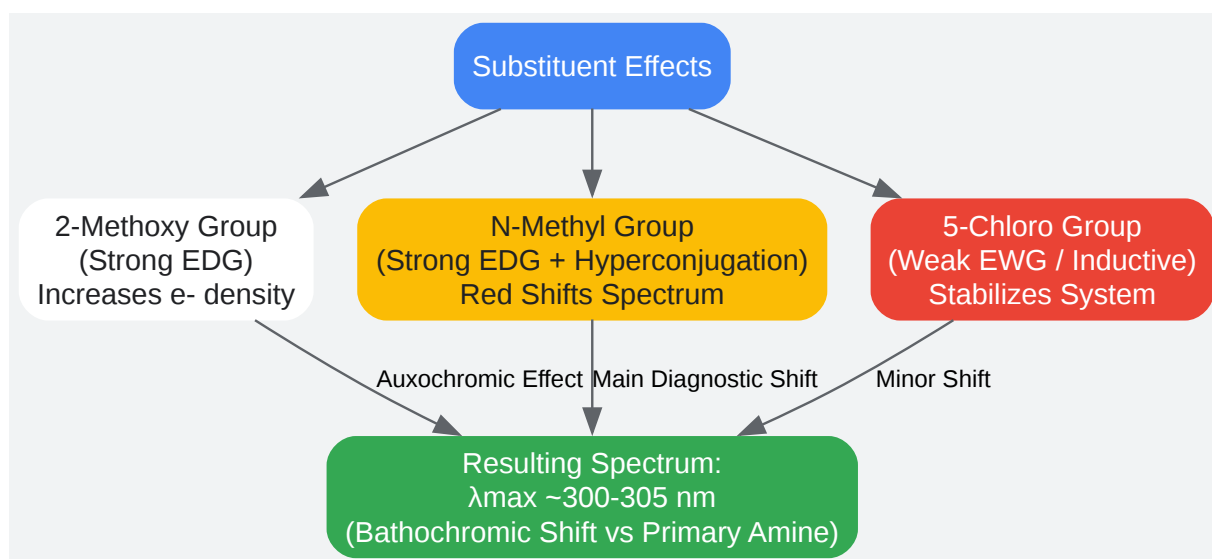 Substituent Effects
2-Methoxy Group
(Strong EDG)
Increases e- density
N-Methyl Group
(Strong EDG + Hyperconjugation)
Red Shifts Spectrum
5-Chloro Group
(Weak EWG / Inductive)
Stabilizes System
Auxochromic Effect
Main Diagnostic Shift
Minor Shift
Resulting Spectrum:
λmax ~300-305 nm
(Bathochromic Shift vs Primary Amine)